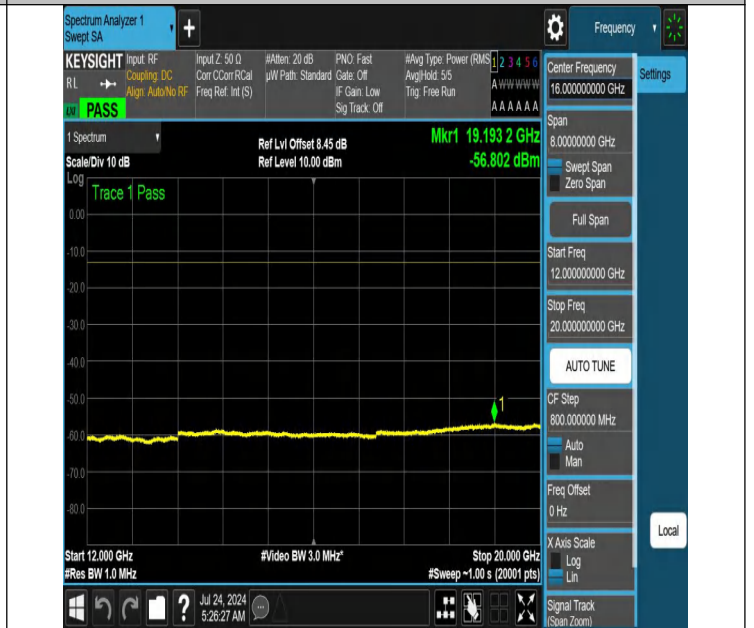 Spectrum Analyzer 1
Swept SA
+
Frequency
KEYSIGHT
RL
PASS
Input: RF
Coupling: DC
Align: Auto/No RF
Input Z: 50 Ω
Corr CCorr RCal
Freq Ref: Int (S)
#Atten: 20 dB
µW Path: Standard
PNO: Fast
Gate: Off
IF Gain: Low
Sig Track: Off
#Avg Type: Power (RMS
Avg|Hold: 5/5
Trig: Free Run
1 2 3 4 5 6
A W W W W W
A A A A A A
1 Spectrum
Scale/Div 10 dB
Log
Ref Lvl Offset 8.45 dB
Ref Level 10.00 dBm
Mkr1 19.193 2 GHz
-56.802 dBm
Trace 1 Pass
0.00
-10.0
-20.0
-30.0
-40.0
-50.0
-60.0
-70.0
-80.0
1
Start 12.000 GHz
#Res BW 1.0 MHz
#Video BW 3.0 MHz*
Stop 20.000 GHz
#Sweep ~1.00 s (20001 pts)
Jul 24, 2024
5:26:27 AM
?
Center Frequency
16.000000000 GHz
Settings
Span
8.00000000 GHz
Swept Span
Zero Span
Full Span
Start Freq
12.000000000 GHz
Stop Freq
20.000000000 GHz
AUTO TUNE
CF Step
800.000000 MHz
Auto
Man
Freq Offset
0 Hz
X Axis Scale
Log
Lin
Local
Signal Track
(Span Zoom)